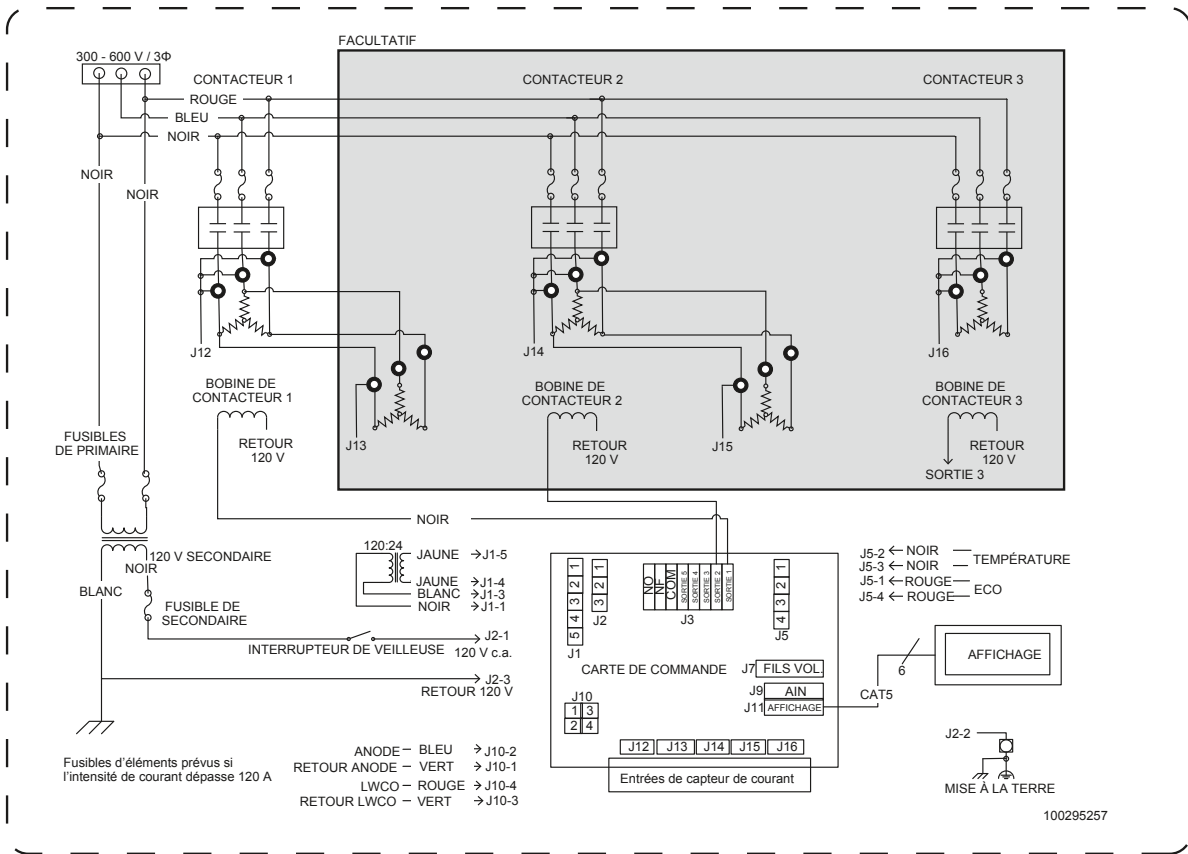 FACULTATIF
300 - 600 V / 3Φ
CONTACTEUR 1
CONTACTEUR 2
CONTACTEUR 3
ROUGE
BLEU
NOIR
NOIR
NOIR
J12
J14
J16
BOBINE DE
CONTACTEUR 1
BOBINE DE
CONTACTEUR 2
BOBINE DE
CONTACTEUR 3
J13
J15
RETOUR
120 V
RETOUR
120 V
RETOUR
120 V
SORTIE 3
FUSIBLES
DE PRIMAIRE
NOIR
120 V SECONDAIRE
NOIR
BLANC
FUSIBLE DE
SECONDAIRE
120:24
JAUNE J1-5
JAUNE J1-4
BLANC J1-3
NOIR J1-1
INTERRUPTEUR DE VEILLEUSE
J2-1
120 V c.a.
J2-3
RETOUR 120 V
1
2
3
4
5
J1
1
2
3
J2
NO
NF
COM
SORTIE 5
SORTIE 4
SORTIE 3
SORTIE 2
SORTIE 1
J3
1
2
3
4
J5
J5-2 NOIR
J5-3 NOIR
TEMPÉRATURE
J5-1 ROUGE
J5-4 ROUGE
ECO
CARTE DE COMMANDE
J7 FILS VOL.
J9 AIN
J11 AFFICHAGE
CAT5
6
AFFICHAGE
J10
1 3
2 4
J12 J13 J14 J15 J16
Entrées de capteur de courant
J2-2
MISE À LA TERRE
Fusibles d'éléments prévus si
l'intensité de courant dépasse 120 A
ANODE – BLEU J10-2
RETOUR ANODE – VERT J10-1
LWCO – ROUGE J10-4
RETOUR LWCO – VERT J10-3
100295257